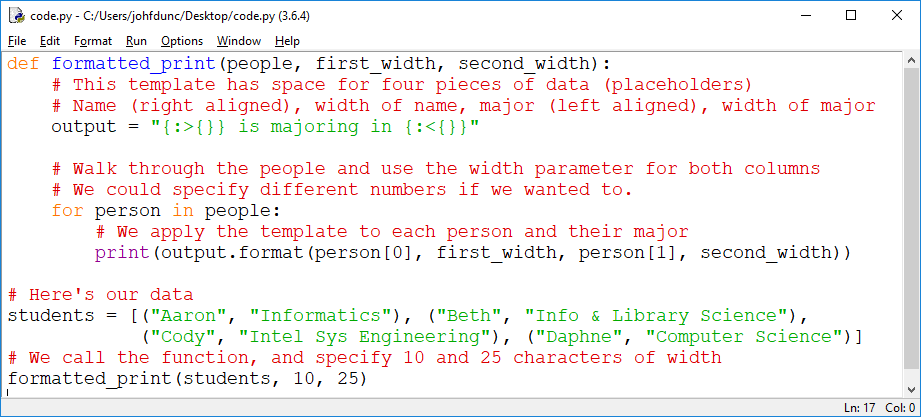 code.py - C:/Users/johfdunc/Desktop/code.py (3.6.4)
File Edit Format Run Options Window Help
def formatted_print(people, first_width, second_width):
    # This template has space for four pieces of data (placeholders)
    # Name (right aligned), width of name, major (left aligned), width of major
    output = "{:>{}} is majoring in {:<{}}"

    # Walk through the people and use the width parameter for both columns
    # We could specify different numbers if we wanted to.
    for person in people:
        # We apply the template to each person and their major
        print(output.format(person[0], first_width, person[1], second_width))

# Here's our data
students = [("Aaron", "Informatics"), ("Beth", "Info & Library Science"),
            ("Cody", "Intel Sys Engineering"), ("Daphne", "Computer Science")]
# We call the function, and specify 10 and 25 characters of width
formatted_print(students, 10, 25)
Ln: 17 Col: 0